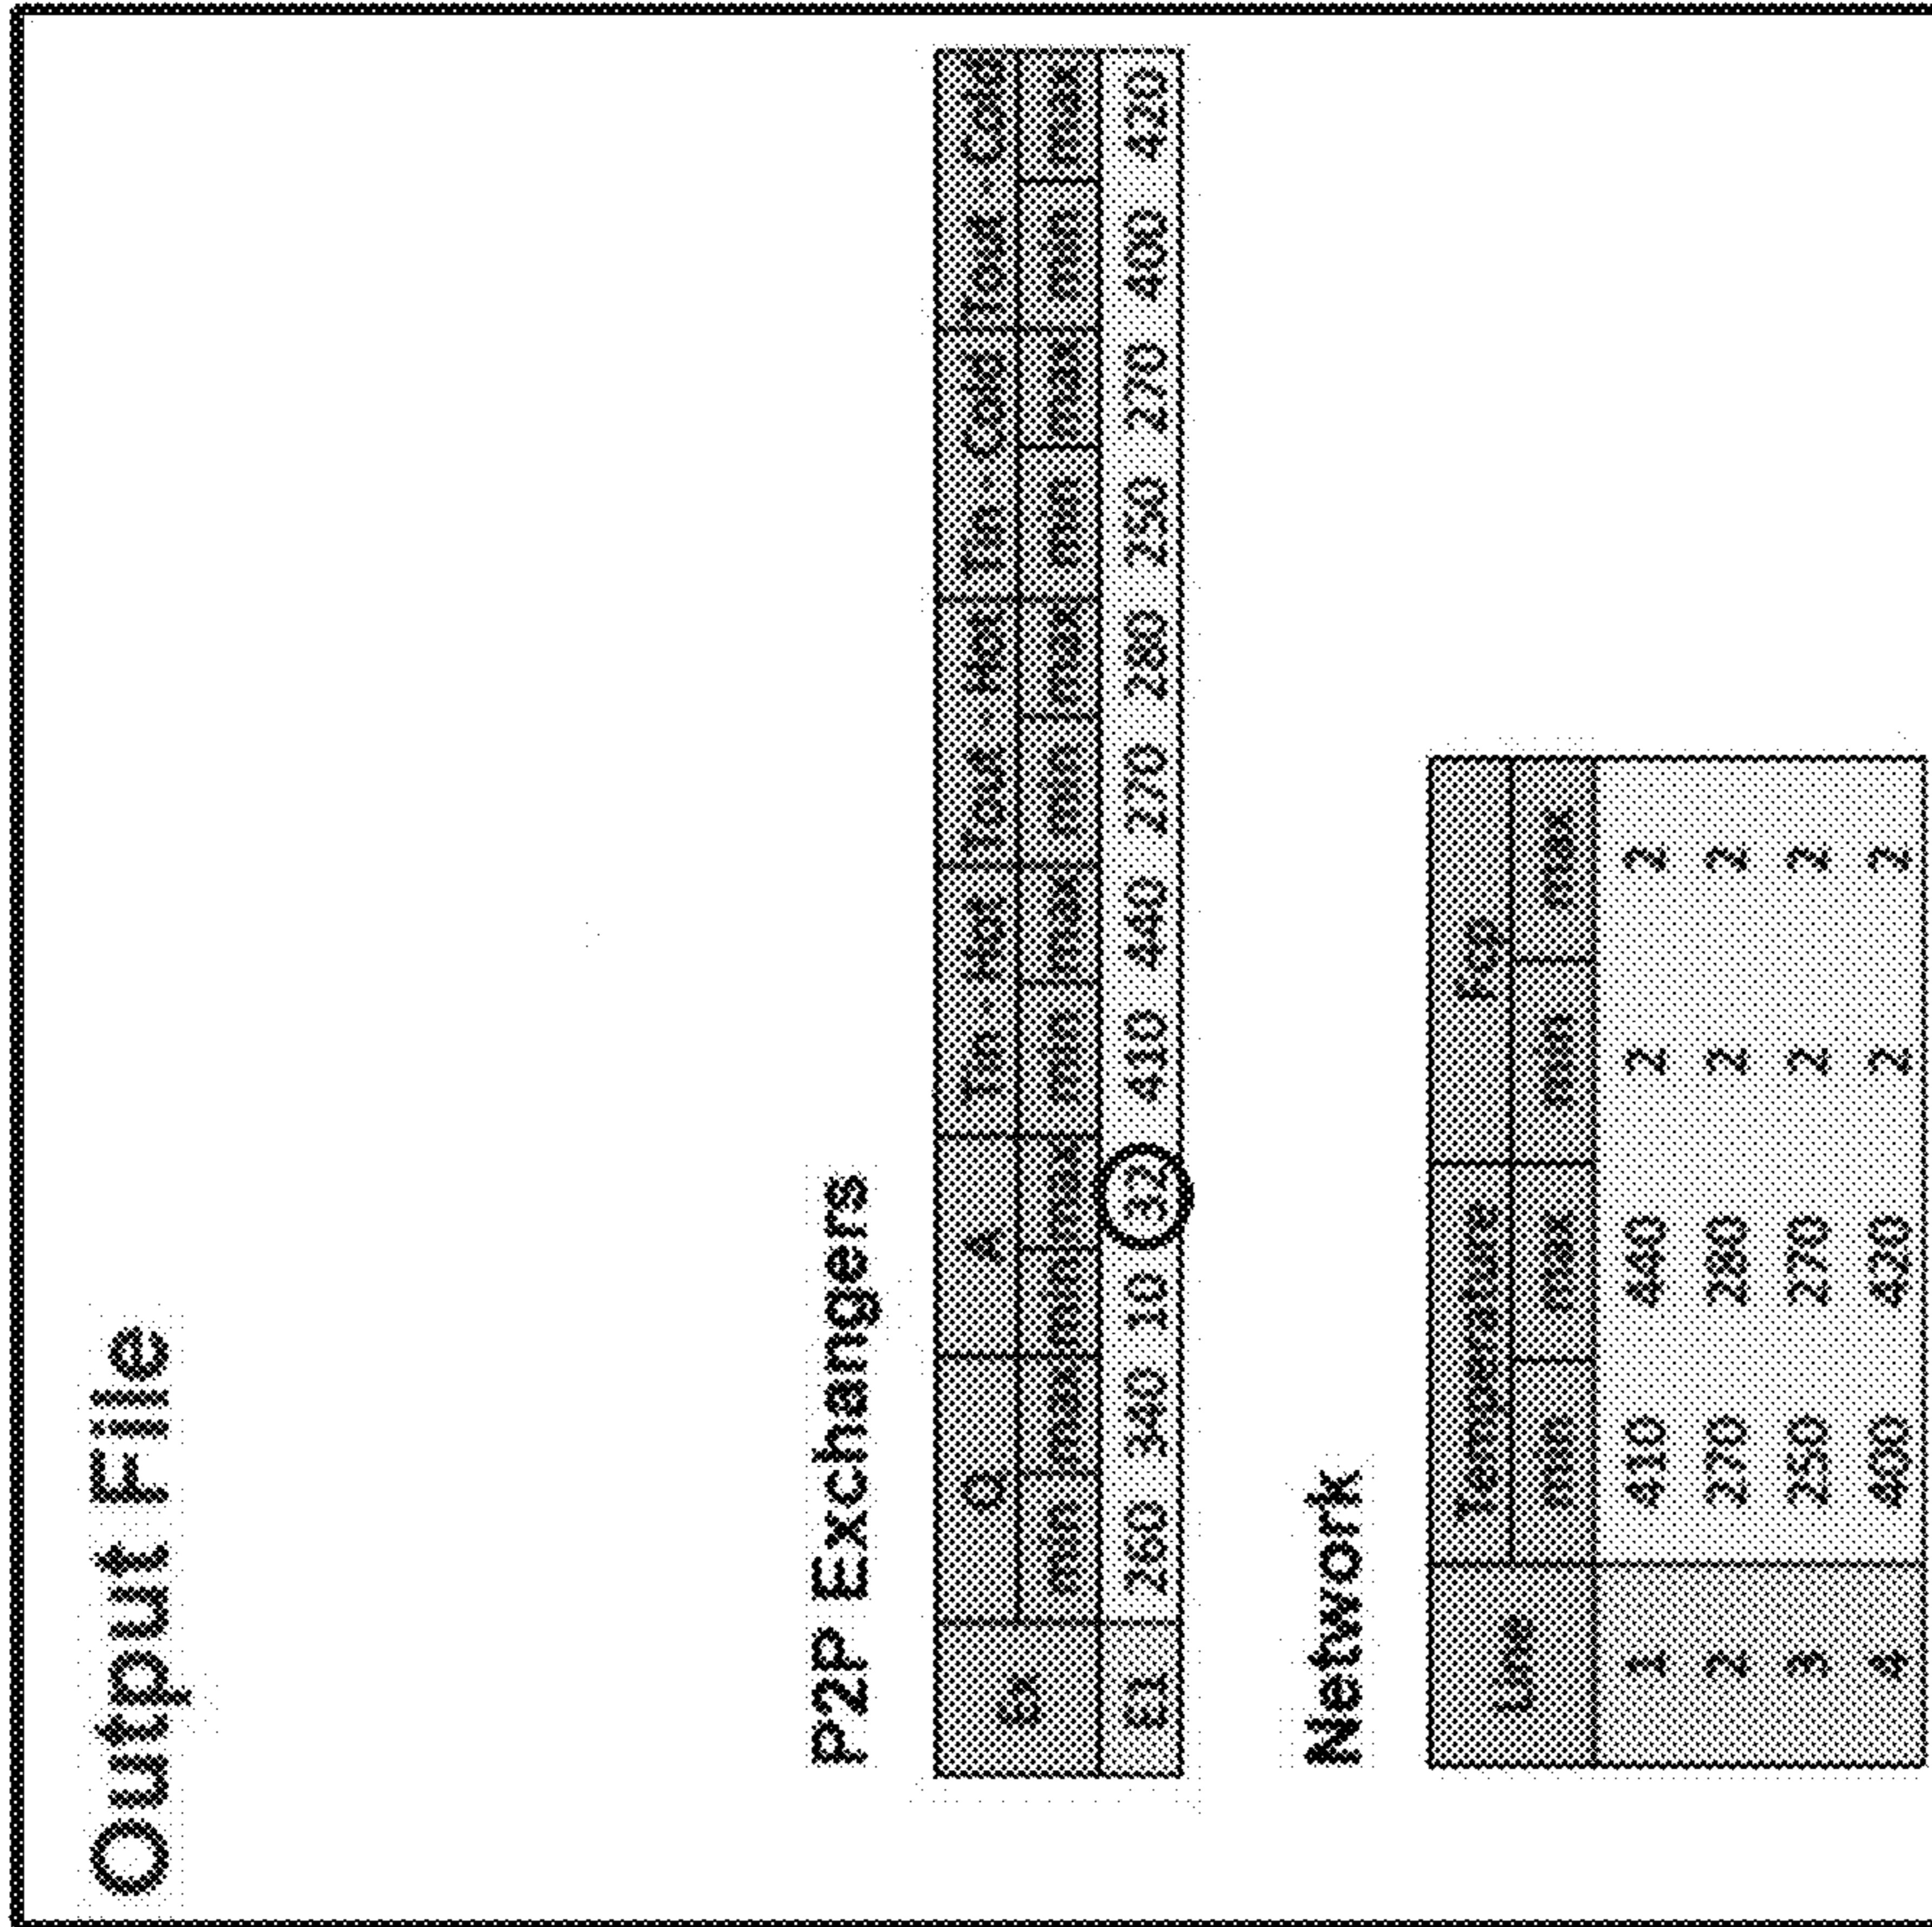 Output File
P2P Exchangers
Ex Q A Tin - Hot Tout - Hot Tin - Cold Tout - Cold
min max min max min max min max min max min max
E1 260 340 10 32 410 440 270 280 250 270 400 420
Network
Line Temperature Fcp
min max min max
1 410 440 2 2
2 270 280 2 2
3 250 270 2 2
4 400 420 2 2